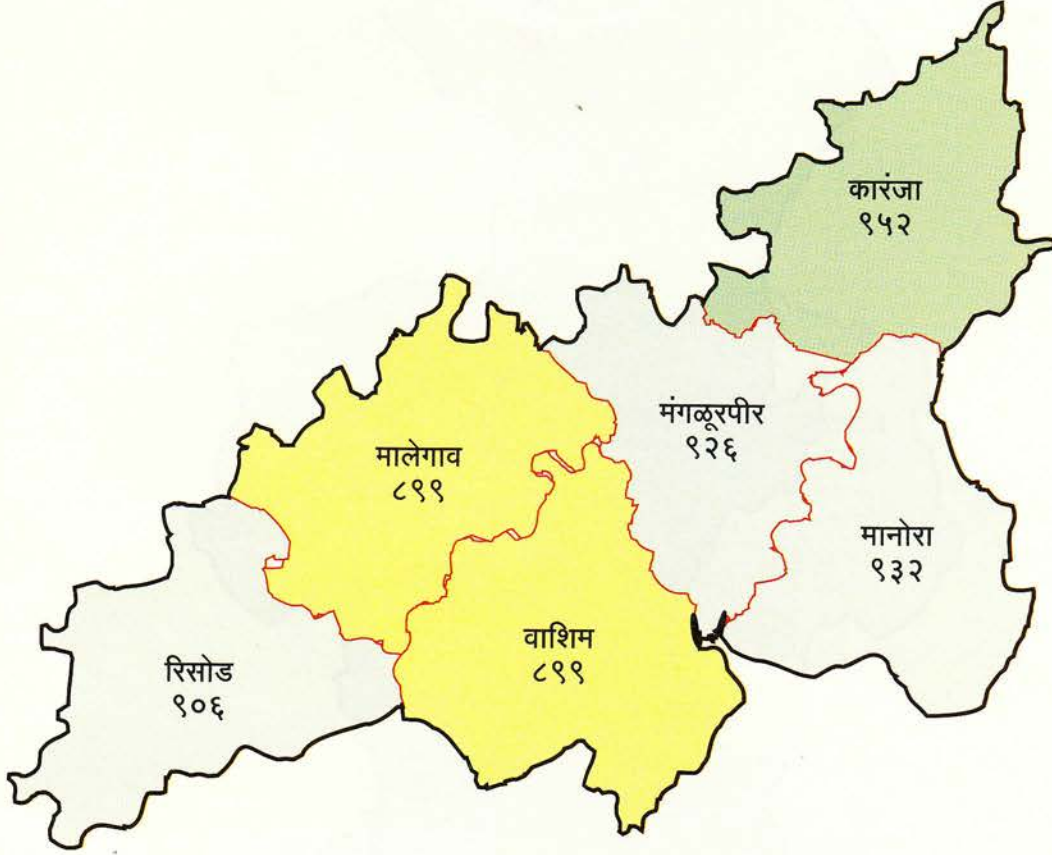 कारंजा
९५२
मंगळूरपीर
९२६
मालेगाव
८९९
मानोरा
९३२
वाशिम
८९९
रिसोड
९०६